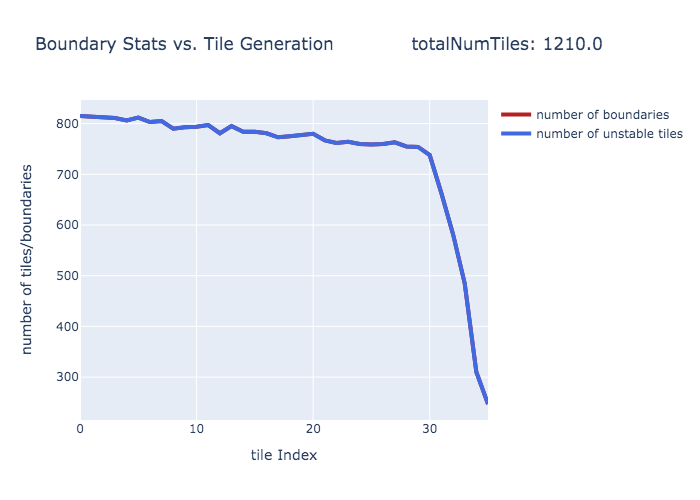 Boundary Stats vs. Tile Generation totalNumTiles: 1210.0
number of boundaries
number of unstable tiles
number of tiles/boundaries
800
700
600
500
400
300
0 10 20 30
tile Index